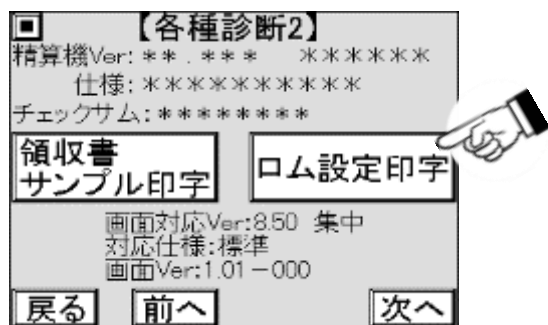 【各種診断2】
精算機Ver:**.*** ******
仕様:**********
チェックサム:********
領収書
サンプル印字
ロム設定印字
画面対応Ver:8.50 集中
対応仕様:標準
画面Ver:1.01-000
戻る 前へ 次へ